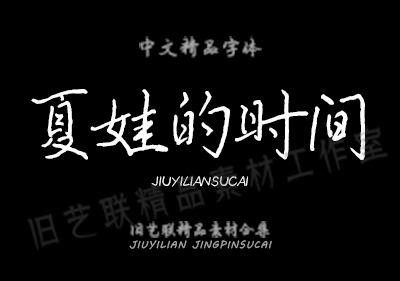 中文精品字体
夏娃的时间
JIUYILIANSUCAI
旧艺联精品素材工作室
旧艺联精品素材合集
JIUYILIAN JINGPINSUCAI